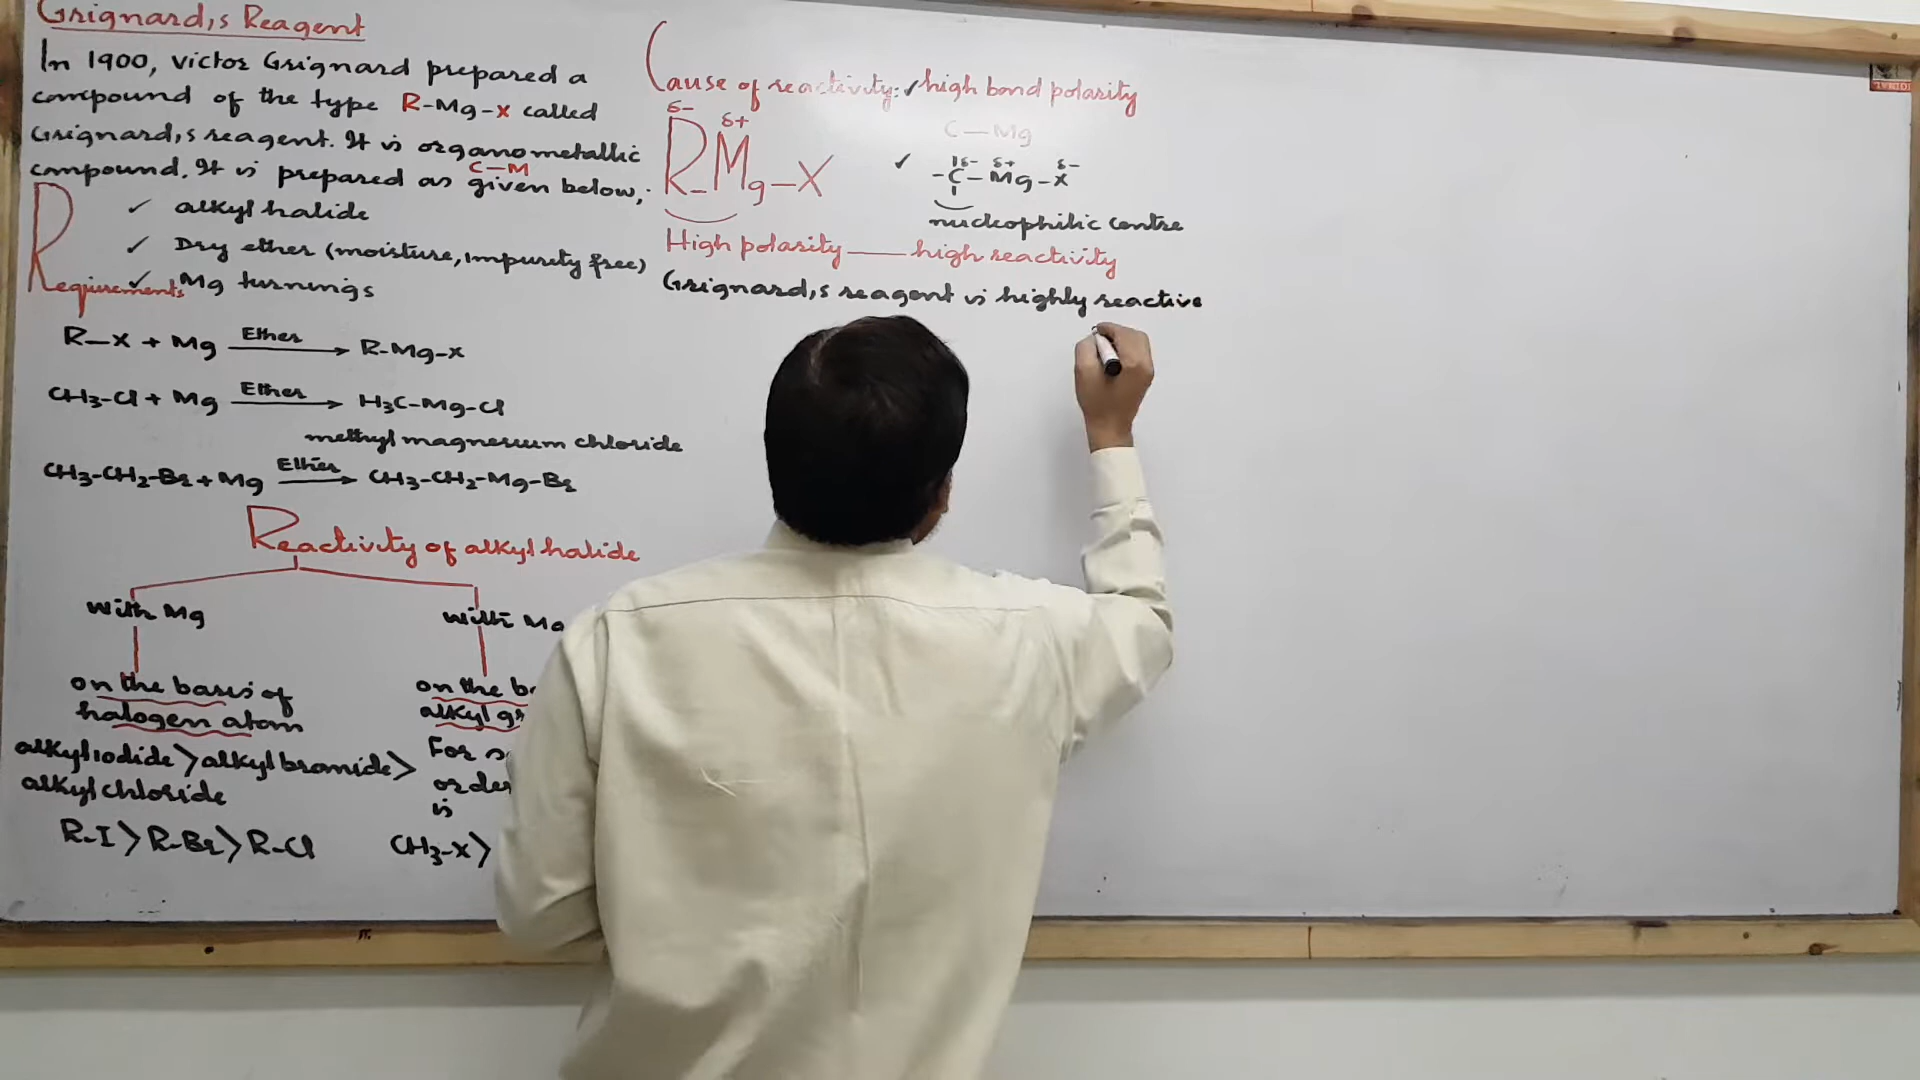 Grignard,s Reagent
In 1900, victor Grignard prepared a
compound of the type R-Mg-X called
Grignard,s reagent. It is organometallic
C-M
compound. It is prepared as given below,:
Requirements
✓ alkyl halide
✓ Dry ether (moisture, impurity free)
✓ Mg turnings
R-X + Mg Ether → R-Mg-X
CH3-Cl + Mg Ether → H3C-Mg-Cl
methyl magnesium chloride
CH3-CH2-Br + Mg Ether → CH3-CH2-Mg-Br
Reactivity of alkyl halide
with Mg
on the basis of
halogen atom
alkyl iodide > alkyl bromide >
alkyl chloride
R-I > R-Br > R-Cl
with Mg
on the
alkyl
For
is
CH3-X >
Cause of reactivity: ✓ high bond polarity
δ- δ+
R-Mg-X
C-Mg
✓ δ- δ+ δ-
-C-Mg-X
nucleophilic centre
High polarity — high reactivity
Grignard,s reagent is highly reactive